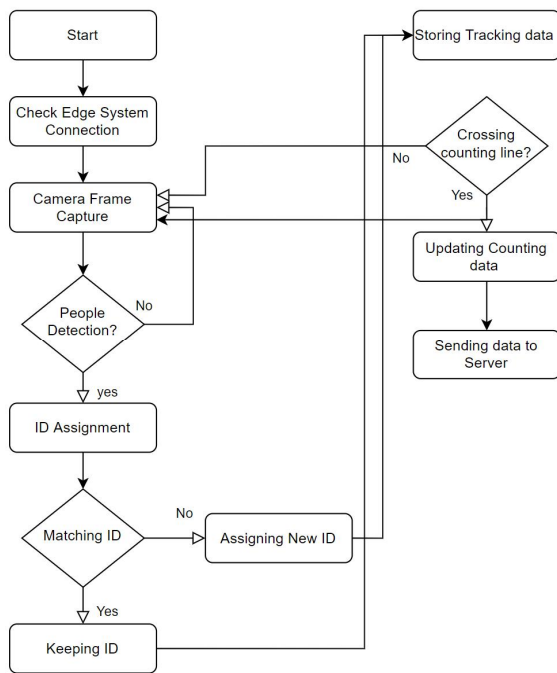 Start
Storing Tracking data
Check Edge System
Connection
Crossing
counting line?
No
Yes
Camera Frame
Capture
Updating Counting
data
People
Detection?
No
Sending data to
Server
yes
ID Assignment
Matching ID
No
Assigning New ID
Yes
Keeping ID